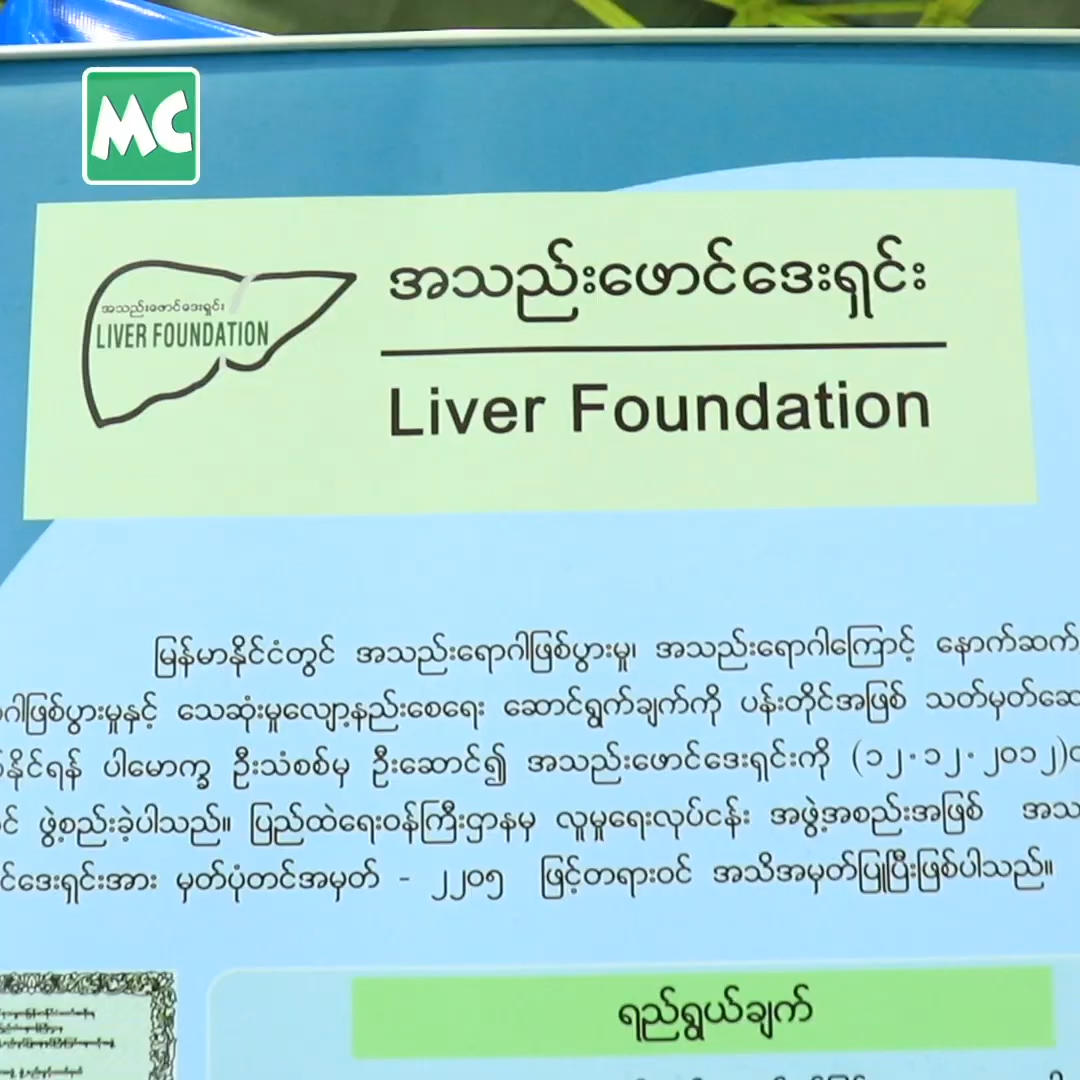 MC
အသည်းဖောင်ဒေးရှင်း
LIVER FOUNDATION
အသည်းဖောင်ဒေးရှင်း
Liver Foundation
မြန်မာနိုင်ငံတွင် အသည်းရောဂါဖြစ်ပွားမှု၊ အသည်းရောဂါကြောင့် နောက်ဆက်
ဂါဖြစ်ပွားမှုနှင့် သေဆုံးမှုလျော့နည်းစေရေး ဆောင်ရွက်ချက်ကို ပန်းတိုင်အဖြစ် သတ်မှတ်ဆော
နိုင်ရန် ပါမောက္ခ ဦးသံစစ်မှ ဦးဆောင်၍ အသည်းဖောင်ဒေးရှင်းကို (၁၂.၁၂.၂၀၁၂)
င် ဖွဲ့စည်းခဲ့ပါသည်။ ပြည်ထဲရေးဝန်ကြီးဌာနမှ လူမှုရေးလုပ်ငန်း အဖွဲ့အစည်းအဖြစ် အသ
င်ဒေးရှင်းအား မှတ်ပုံတင်အမှတ် - ၂၂၀၅ ဖြင့်တရားဝင် အသိအမှတ်ပြုပြီးဖြစ်ပါသည်။
ရည်ရွယ်ချက်